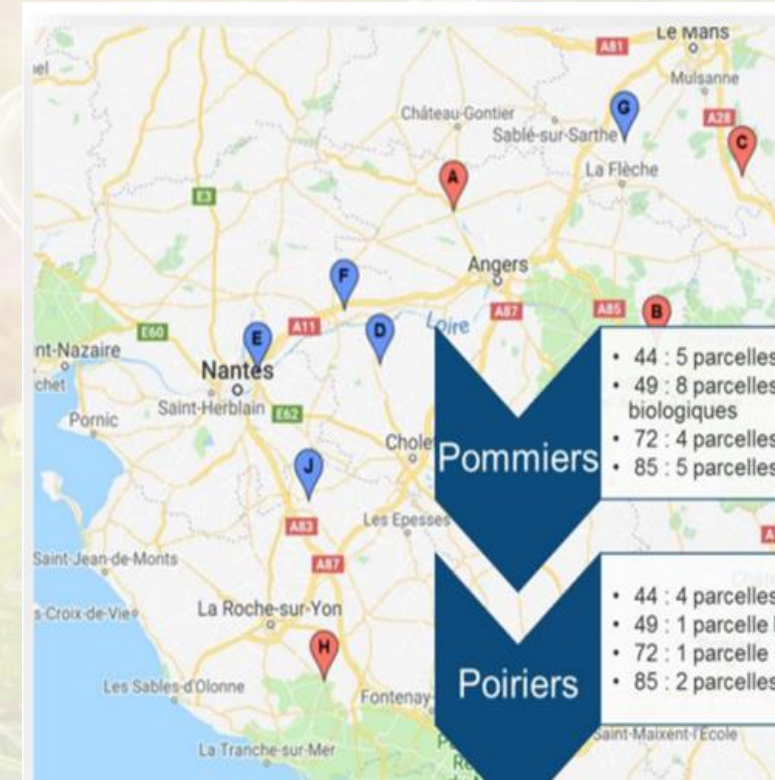 Le Mans
A81
Mulsanne
G
Château-Gontier
Sablé-sur-Sarthe
A28
C
La Flèche
A
E3
Angers
F
A11
Loire
A87
A85
B
E60
D
E
nt-Nazaire
Nantes
chet
Saint-Herblain
E62
Pornic
Chole
J
Les Epesses
A83
A87
Saint-Jean-de-Monts
s-Croix-de-Vie
La Roche-sur-Yon
H
Les Sables-d'Olonne
Fontenay-
La Tranche-sur-Mer
Saint-Maixent-l'École
Pommiers
• 44 : 5 parcelles
• 49 : 8 parcelles
biologiques
• 72 : 4 parcelles
• 85 : 5 parcelles
Poiriers
• 44 : 4 parcelles
• 49 : 1 parcelle
• 72 : 1 parcelle
• 85 : 2 parcelles